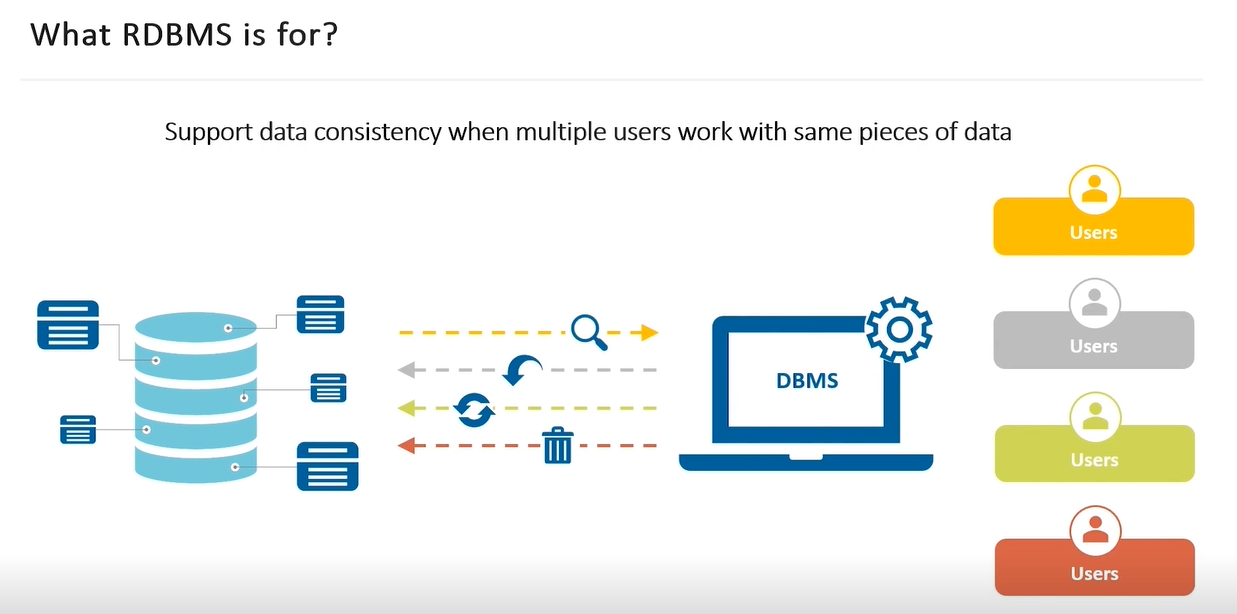 What RDBMS is for?
Support data consistency when multiple users work with same pieces of data
Users
Users
DBMS
Users
Users